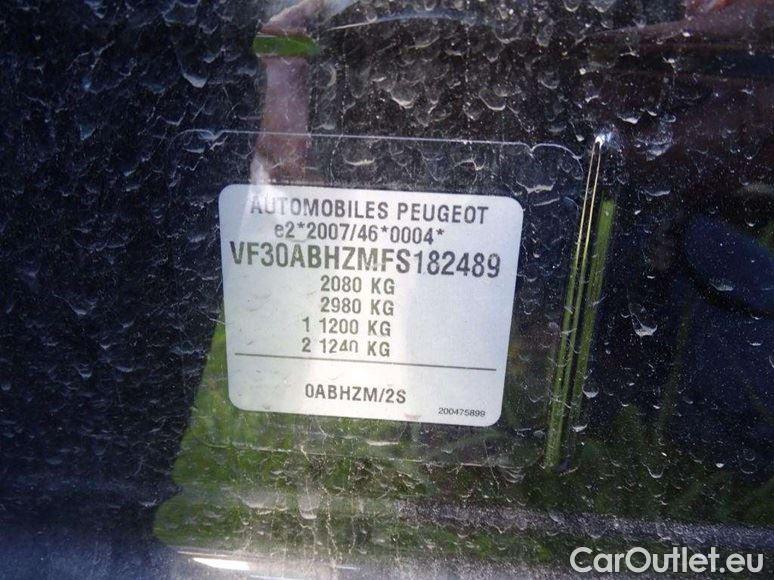 AUTOMOBILES PEUGEOT
e2*2007/46*0004*
VF30ABHZMFS182489
2080 KG
2980 KG
1 1200 KG
2 1240 KG
0ABHZM/2S
200475899
CarOutlet.eu